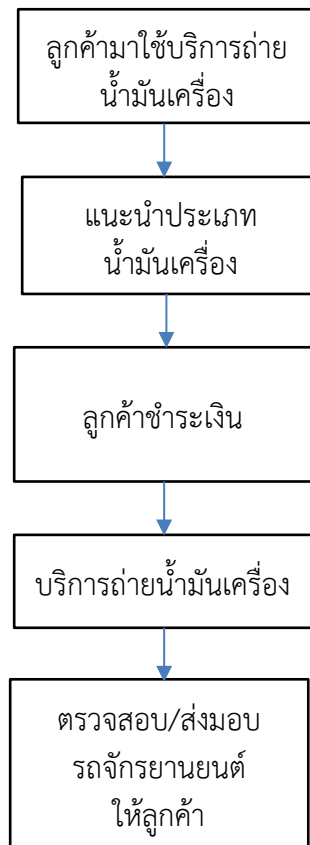 ลูกค้ามาใช้บริการถ่าย
น้ำมันเครื่อง
แนะนำประเภท
น้ำมันเครื่อง
ลูกค้าชำระเงิน
บริการถ่ายน้ำมันเครื่อง
ตรวจสอบ/ส่งมอบ
รถจักรยานยนต์
ให้ลูกค้า